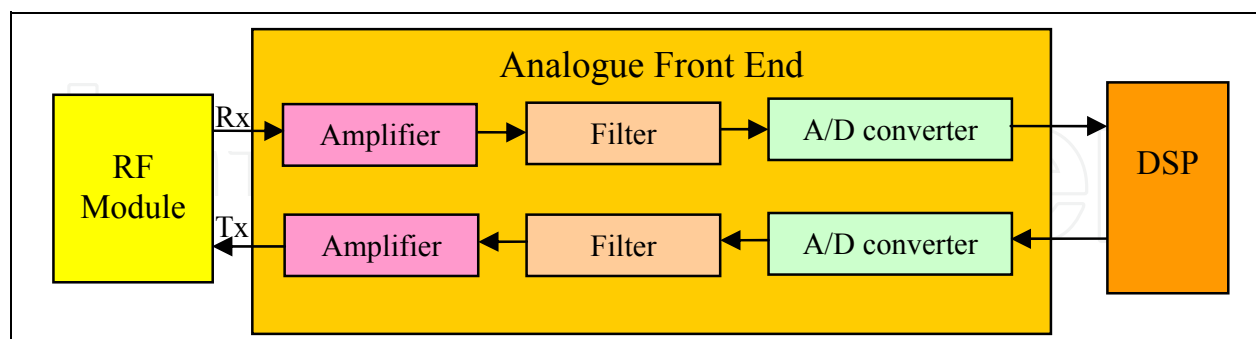 Analogue Front End
Rx
Amplifier
Filter
A/D converter
RF
Module
DSP
Tx
Amplifier
Filter
A/D converter